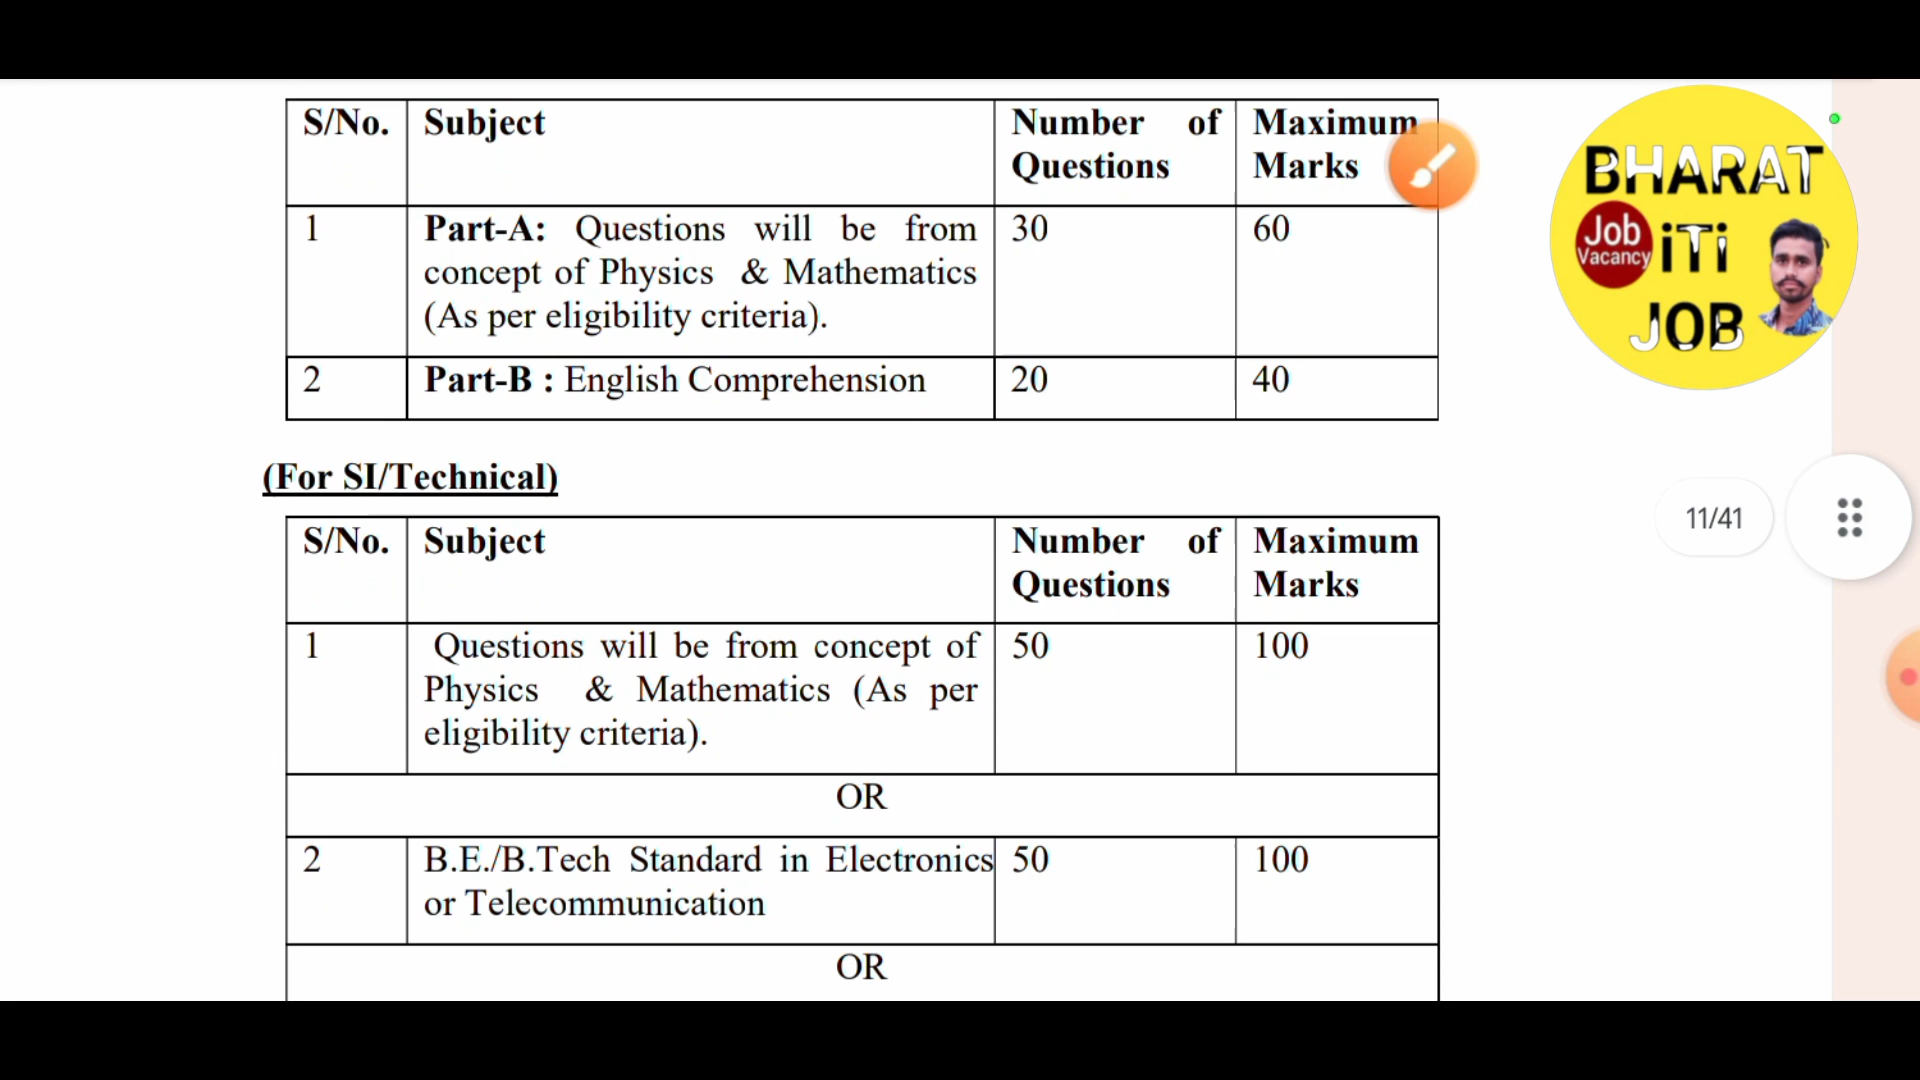 S/No. Subject Number of Maximum
Questions Marks
1 Part-A: Questions will be from 30 60
concept of Physics & Mathematics
(As per eligibility criteria).
2 Part-B : English Comprehension 20 40
(For SI/Technical)
S/No. Subject Number of Maximum
Questions Marks
1 Questions will be from concept of 50 100
Physics & Mathematics (As per
eligibility criteria).
OR
2 B.E./B.Tech Standard in Electronics 50 100
or Telecommunication
OR
BHARAT
Job
Vacancy
iTi
JOB
11/41